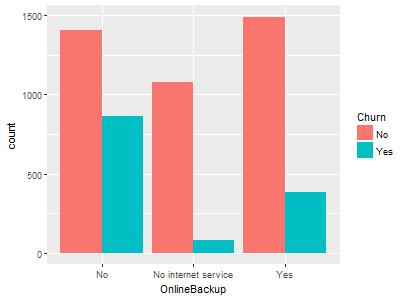 1500
1000
500
0
count
No
No internet service
Yes
OnlineBackup
Churn
No
Yes